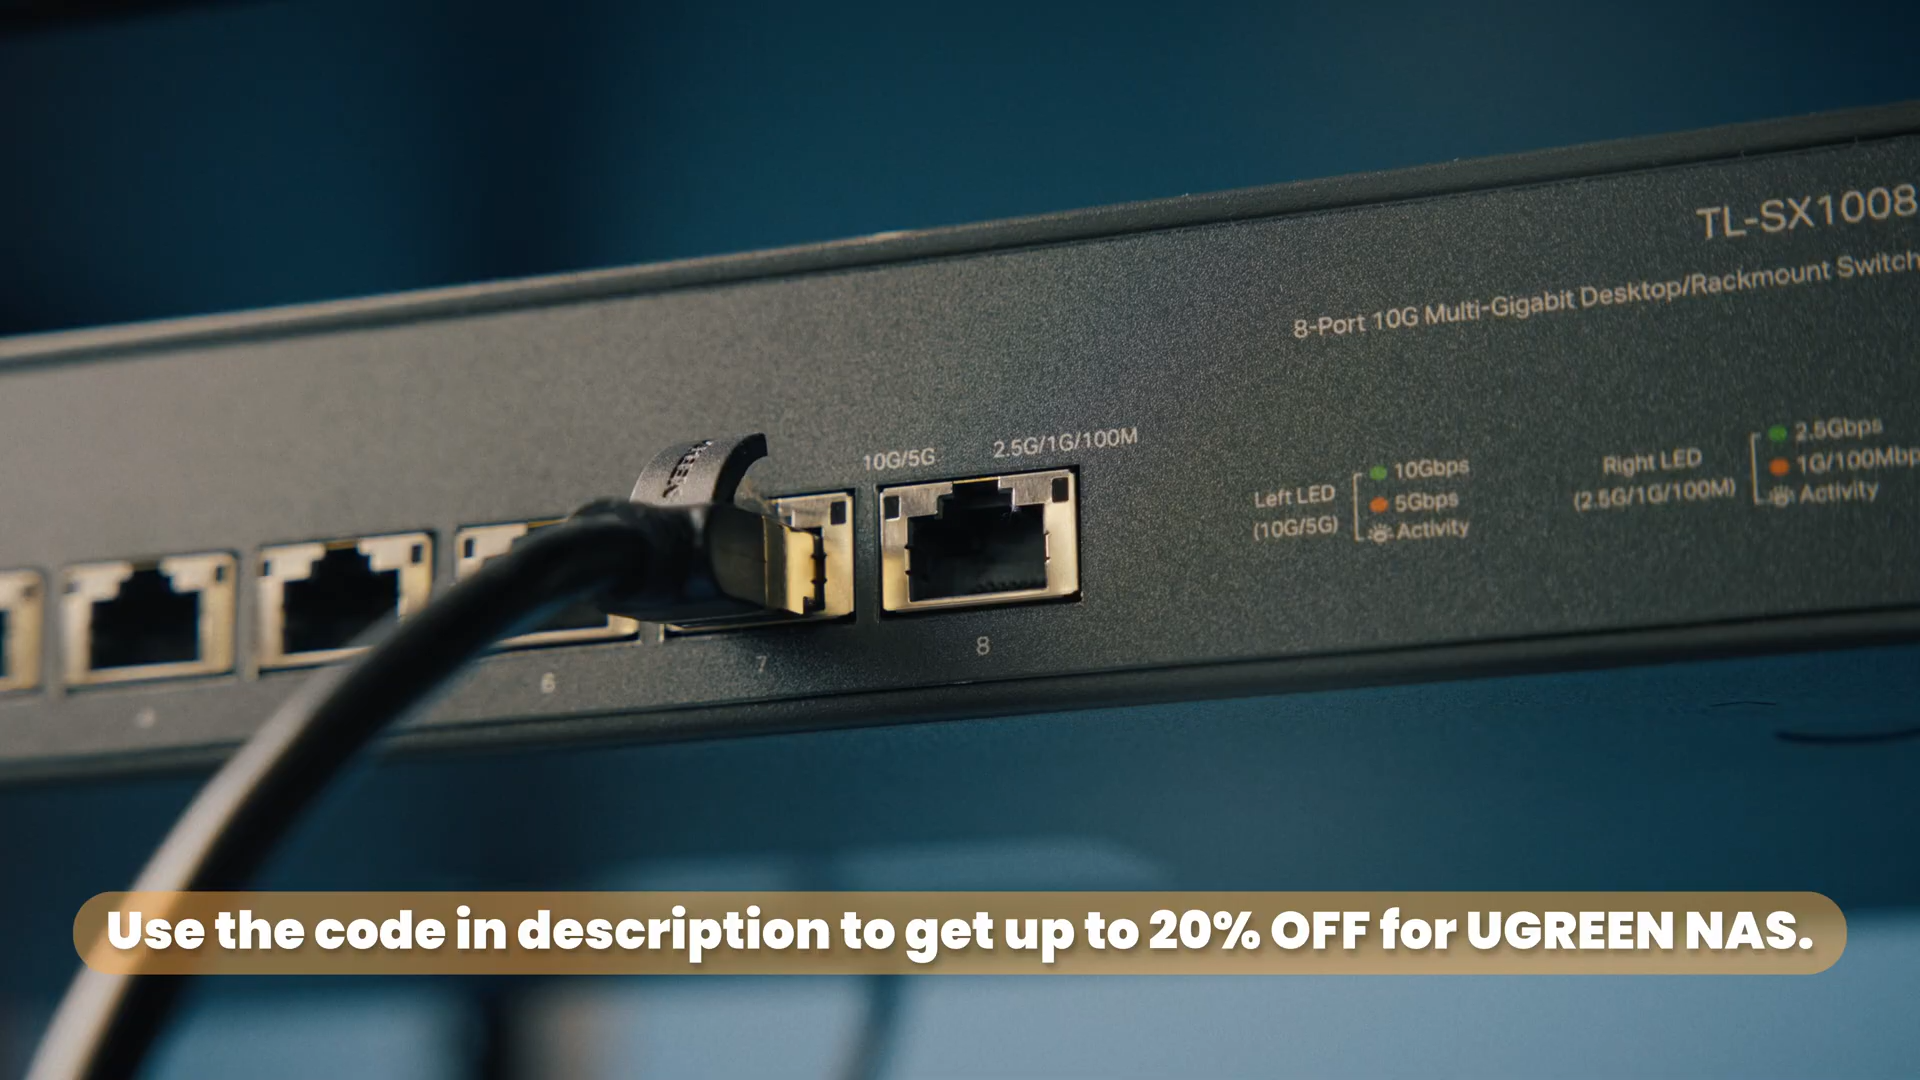 TL-SX1008
8-Port 10G Multi-Gigabit Desktop/Rackmount Switch
10G/5G
2.5G/1G/100M
Left LED
(10G/5G)
10Gbps
5Gbps
Activity
Right LED
(2.5G/1G/100M)
2.5Gbps
1G/100Mbp
Activity
6
7
8
Use the code in description to get up to 20% OFF for UGREEN NAS.